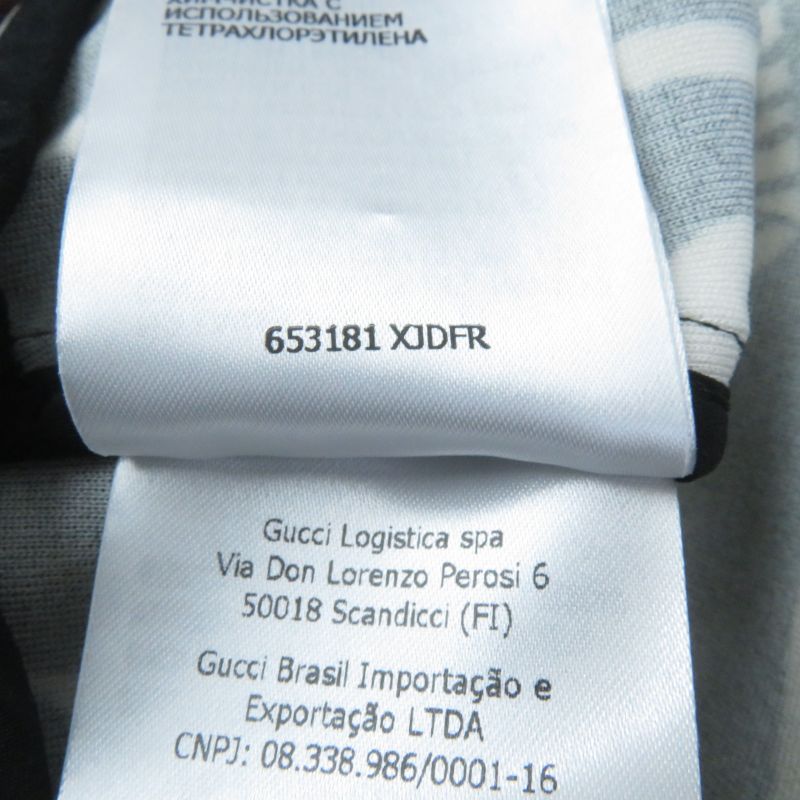 ХИМЧИСТКА С
ИСПОЛЬЗОВАНИЕМ
ТЕТРАХЛОРЭТИЛЕНА
653181 XJDFR
Gucci Logistica spa
Via Don Lorenzo Perosi 6
50018 Scandicci (FI)
Gucci Brasil Importação e
Exportação LTDA
CNPJ: 08.338.986/0001-16